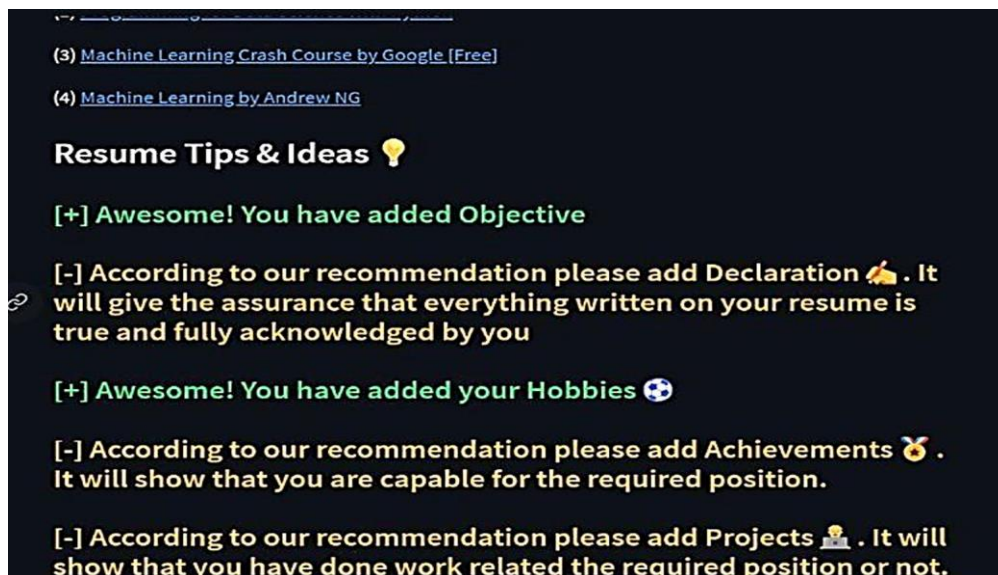 (3) Machine Learning Crash Course by Google [Free]
(4) Machine Learning by Andrew NG
Resume Tips & Ideas 💡
[+] Awesome! You have added Objective
[-] According to our recommendation please add Declaration ✍️. It
will give the assurance that everything written on your resume is
true and fully acknowledged by you
[+] Awesome! You have added your Hobbies ⚽
[-] According to our recommendation please add Achievements 🏅 .
It will show that you are capable for the required position.
[-] According to our recommendation please add Projects 👨‍💻 . It will
show that you have done work related the required position or not.